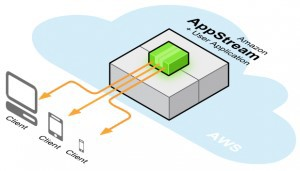 Amazon
AppStream
+ User Application
AWS
Client
Client
Client